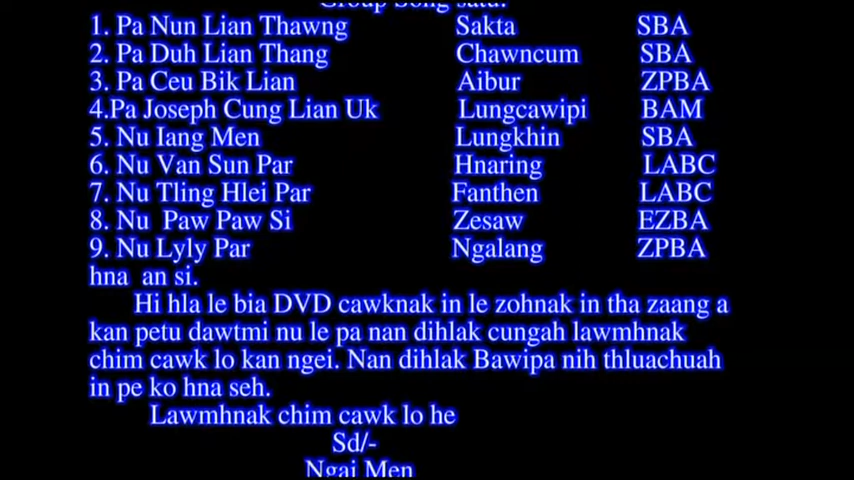 Group Song satu:
1. Pa Nun Lian Thawng Sakta SBA
2. Pa Duh Lian Thang Chawncum SBA
3. Pa Ceu Bik Lian Aibur ZPBA
4.Pa Joseph Cung Lian Uk Lungcawipi BAM
5. Nu Iang Men Lungkhin SBA
6. Nu Van Sun Par Hnaring LABC
7. Nu Tling Hlei Par Fanthen LABC
8. Nu Paw Paw Si Zesaw EZBA
9. Nu Lyly Par Ngalang ZPBA
hna an si.
Hi hla le bia DVD cawknak in le zohnak in tha zaang a
kan petu dawtmi nu le pa nan dihlak cungah lawmhnak
chim cawk lo kan ngei. Nan dihlak Bawipa nih thluachuah
in pe ko hna seh.
Lawmhnak chim cawk lo he
Sd/-
Ngai Men